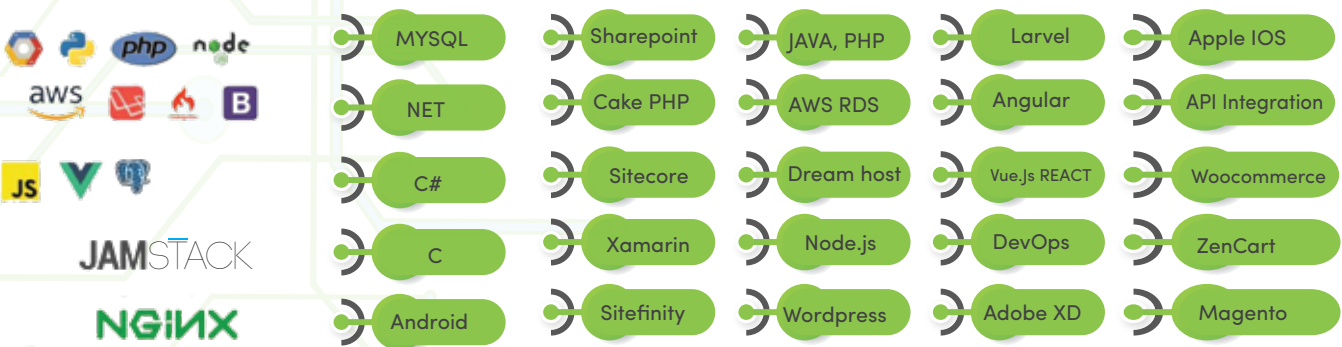 php node
aws
B
JS
JAMSTACK
NGINX
MYSQL
NET
C#
C
Android
Sharepoint
Cake PHP
Sitecore
Xamarin
Sitefinity
JAVA, PHP
AWS RDS
Dream host
Node.js
Wordpress
Larvel
Angular
Vue.Js REACT
DevOps
Adobe XD
Apple IOS
API Integration
Woocommerce
ZenCart
Magento